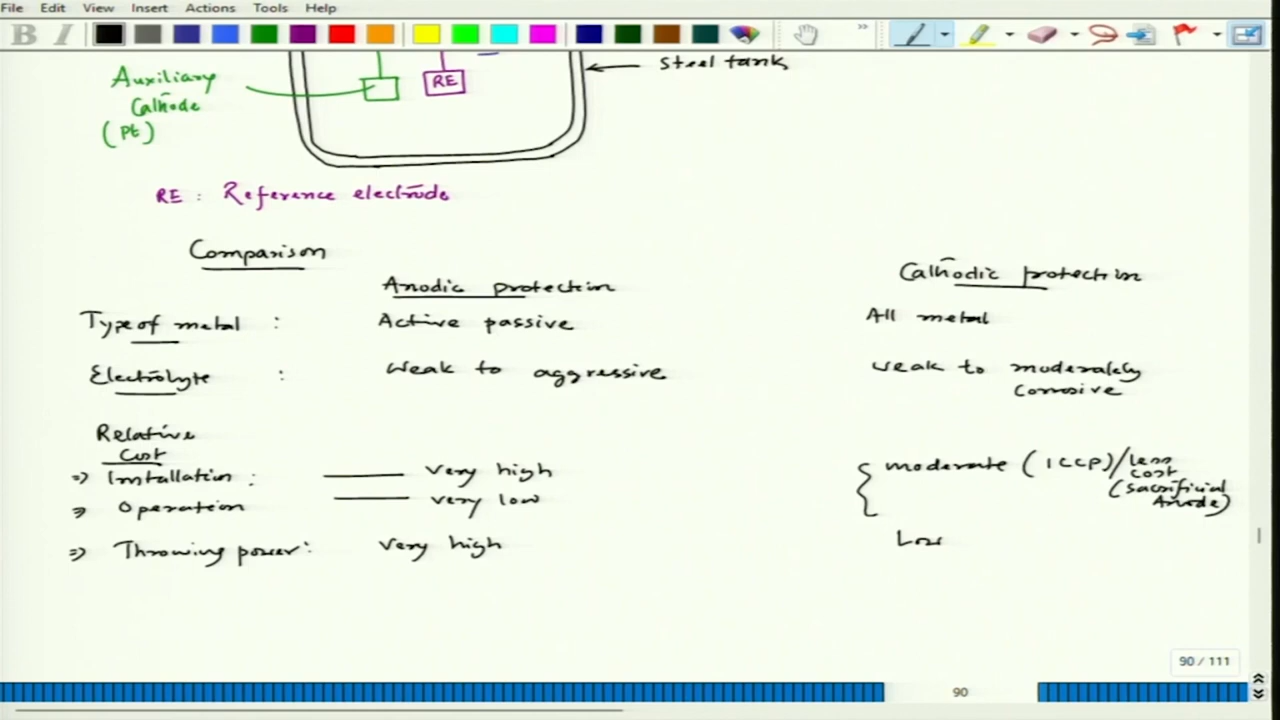 File Edit View Insert Actions Tools Help
B I
Auxiliary
Cathode
(Pt)
RE
Steel tank
RE : Reference electrode
Comparison
Anodic protection
Cathodic protection
Type of metal : Active passive All metal
Electrolyte : Weak to aggressive weak to moderately
corrosive
Relative
Cost
⇒ Installation : —— very high moderate (ICCP)/less
cost
(sacrificial
Anode)
⇒ Operation —— very low
⇒ Throwing power: Very high Low
90 / 111
90